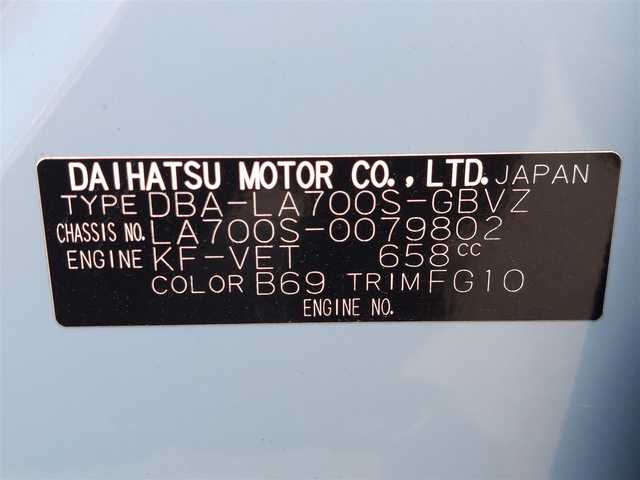 DAIHATSU MOTOR CO., LTD. JAPAN
TYPE DBA-LA700S-GBVZ
CHASSIS NO. LA700S-0079802
ENGINE KF-VET 658CC
COLOR B69 TRIM FG10
ENGINE NO.